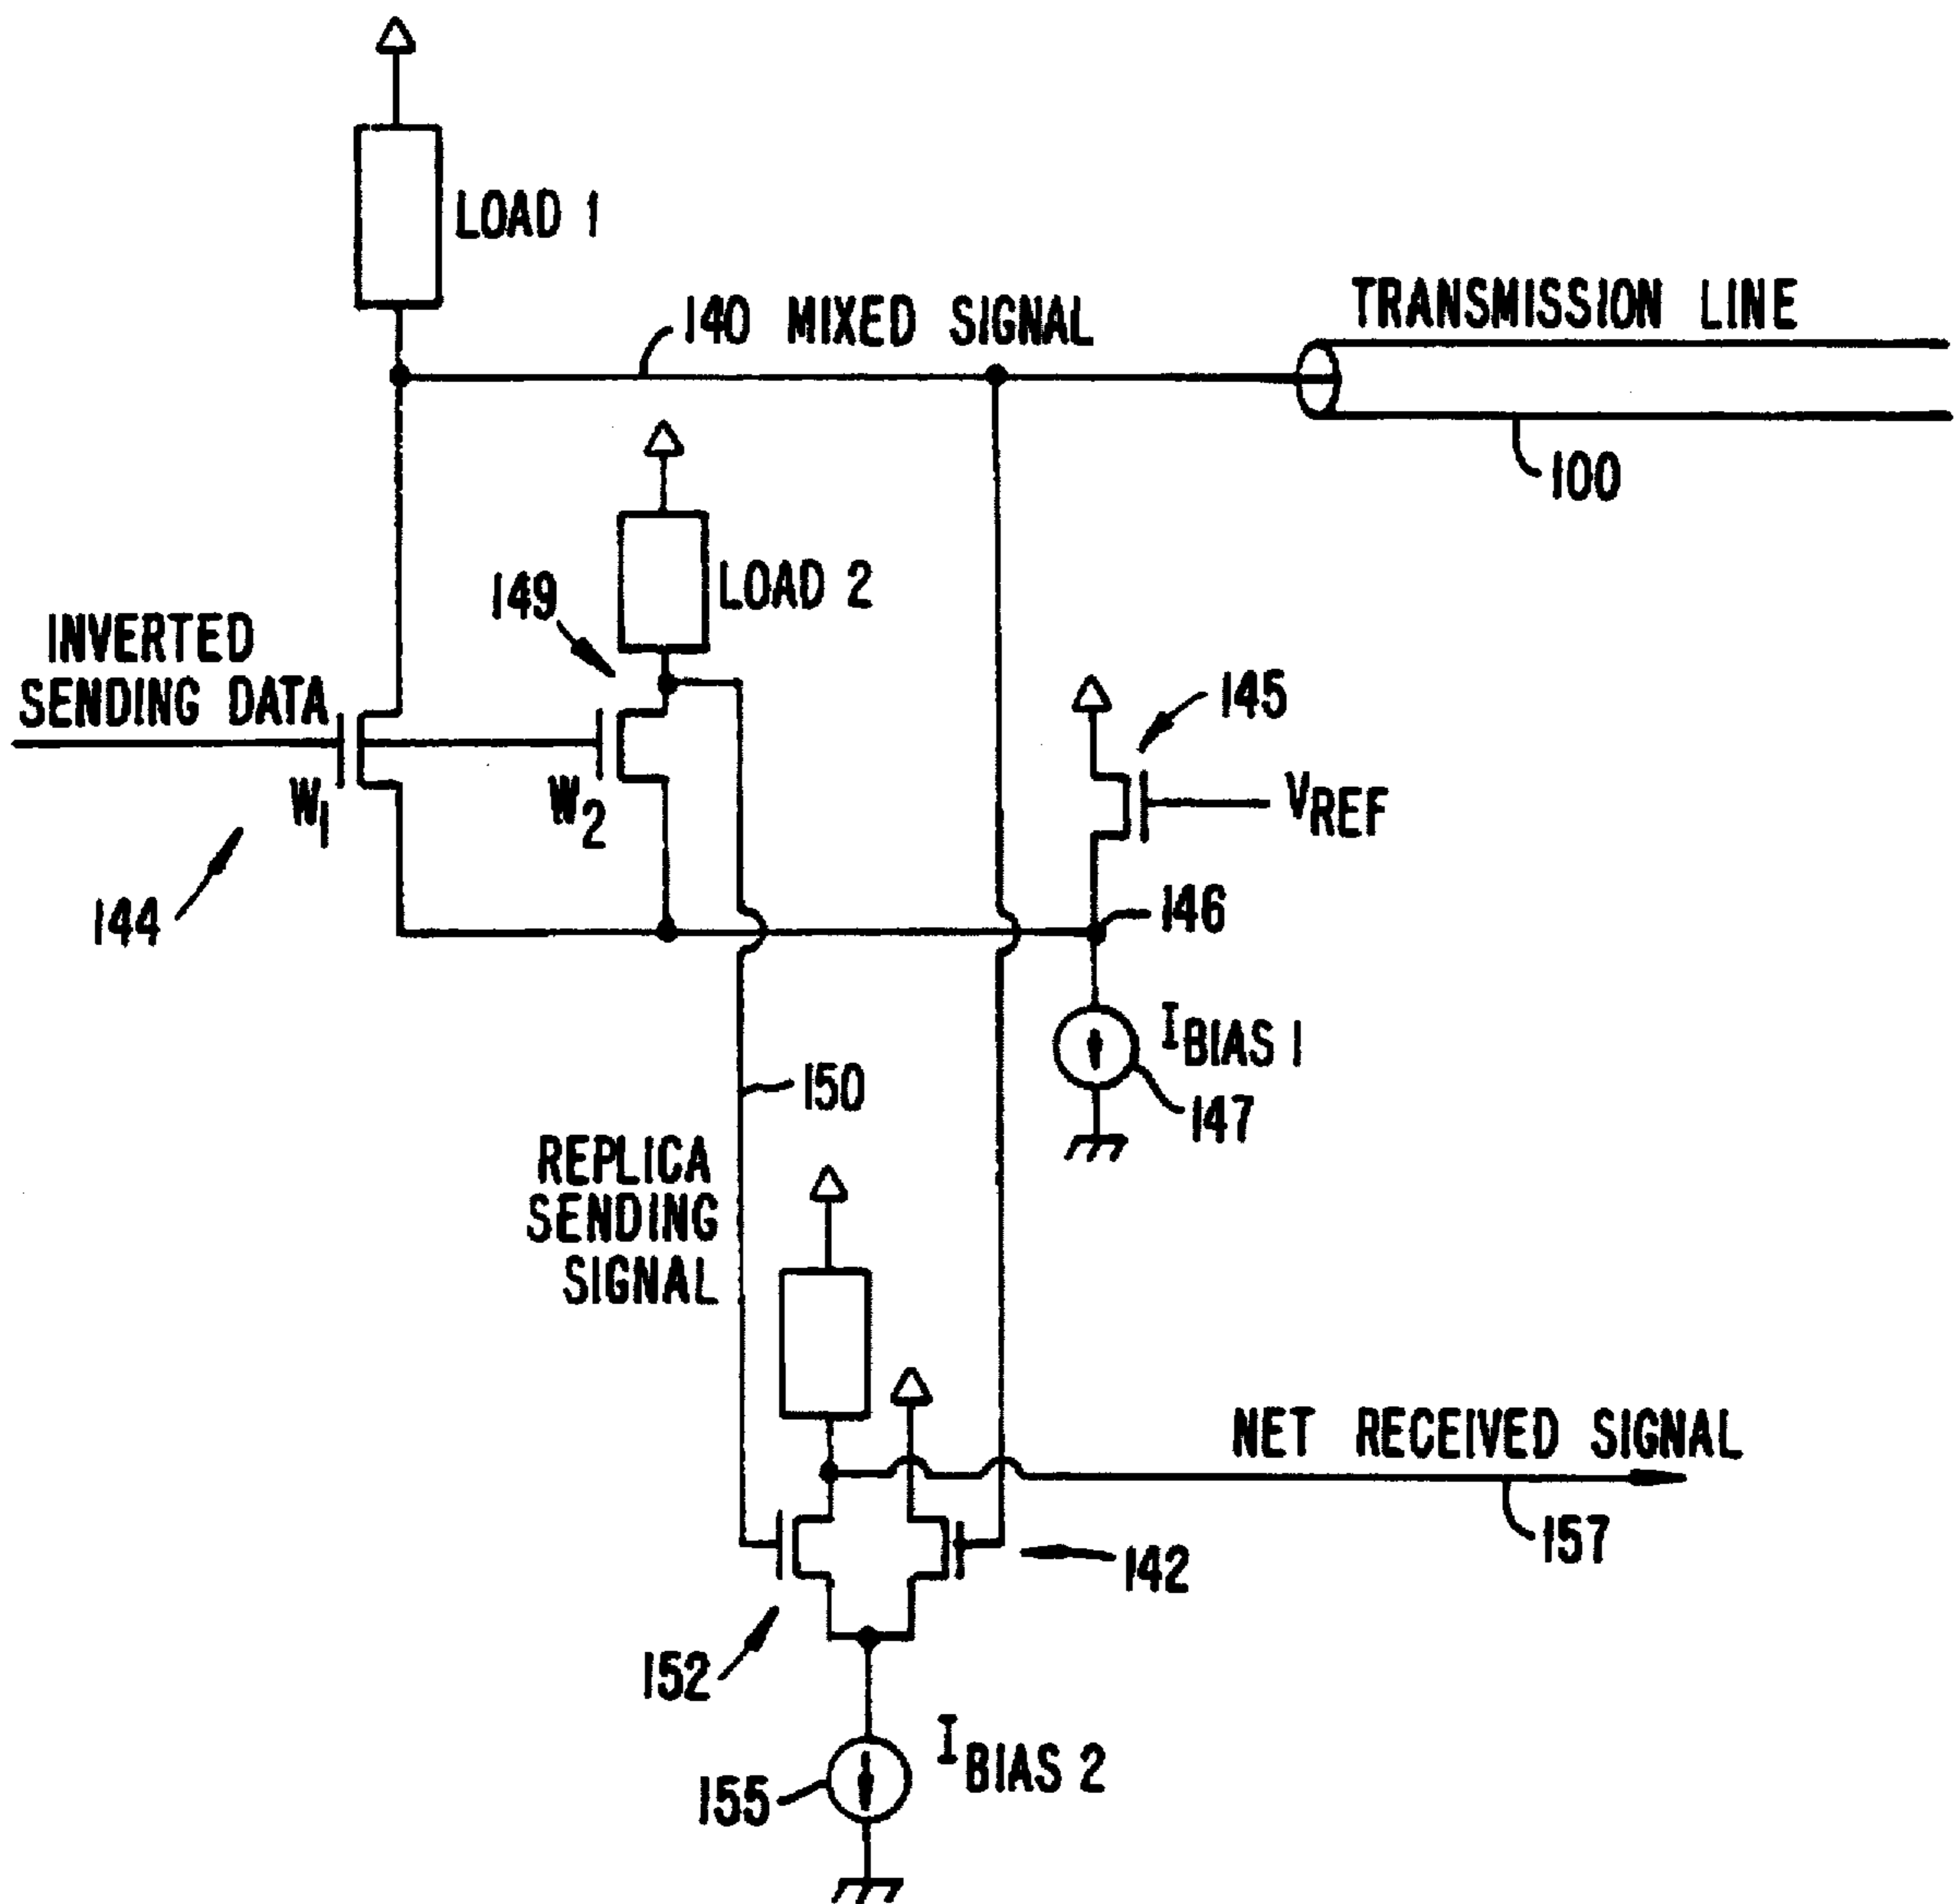 LOAD 1
140 MIXED SIGNAL
TRANSMISSION LINE
100
149
LOAD 2
INVERTED
SENDING DATA
W1
W2
145
VREF
144
146
IBIAS 1
147
150
REPLICA
SENDING
SIGNAL
NET RECEIVED SIGNAL
157
142
152
IBIAS 2
155